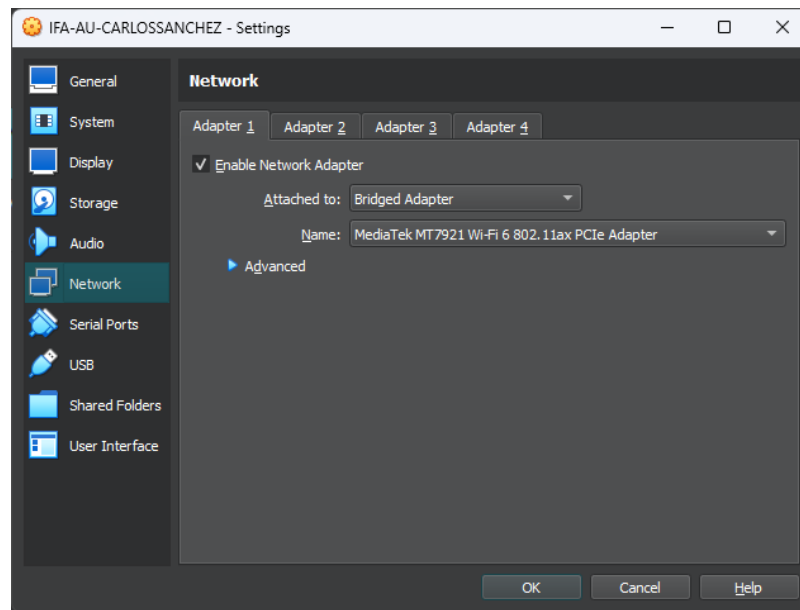 IFA-AU-CARLOSSANCHEZ - Settings
General
System
Display
Storage
Audio
Network
Serial Ports
USB
Shared Folders
User Interface
Network
Adapter 1 Adapter 2 Adapter 3 Adapter 4
Enable Network Adapter
Attached to: Bridged Adapter
Name: MediaTek MT7921 Wi-Fi 6 802.11ax PCIe Adapter
Advanced
OK Cancel Help